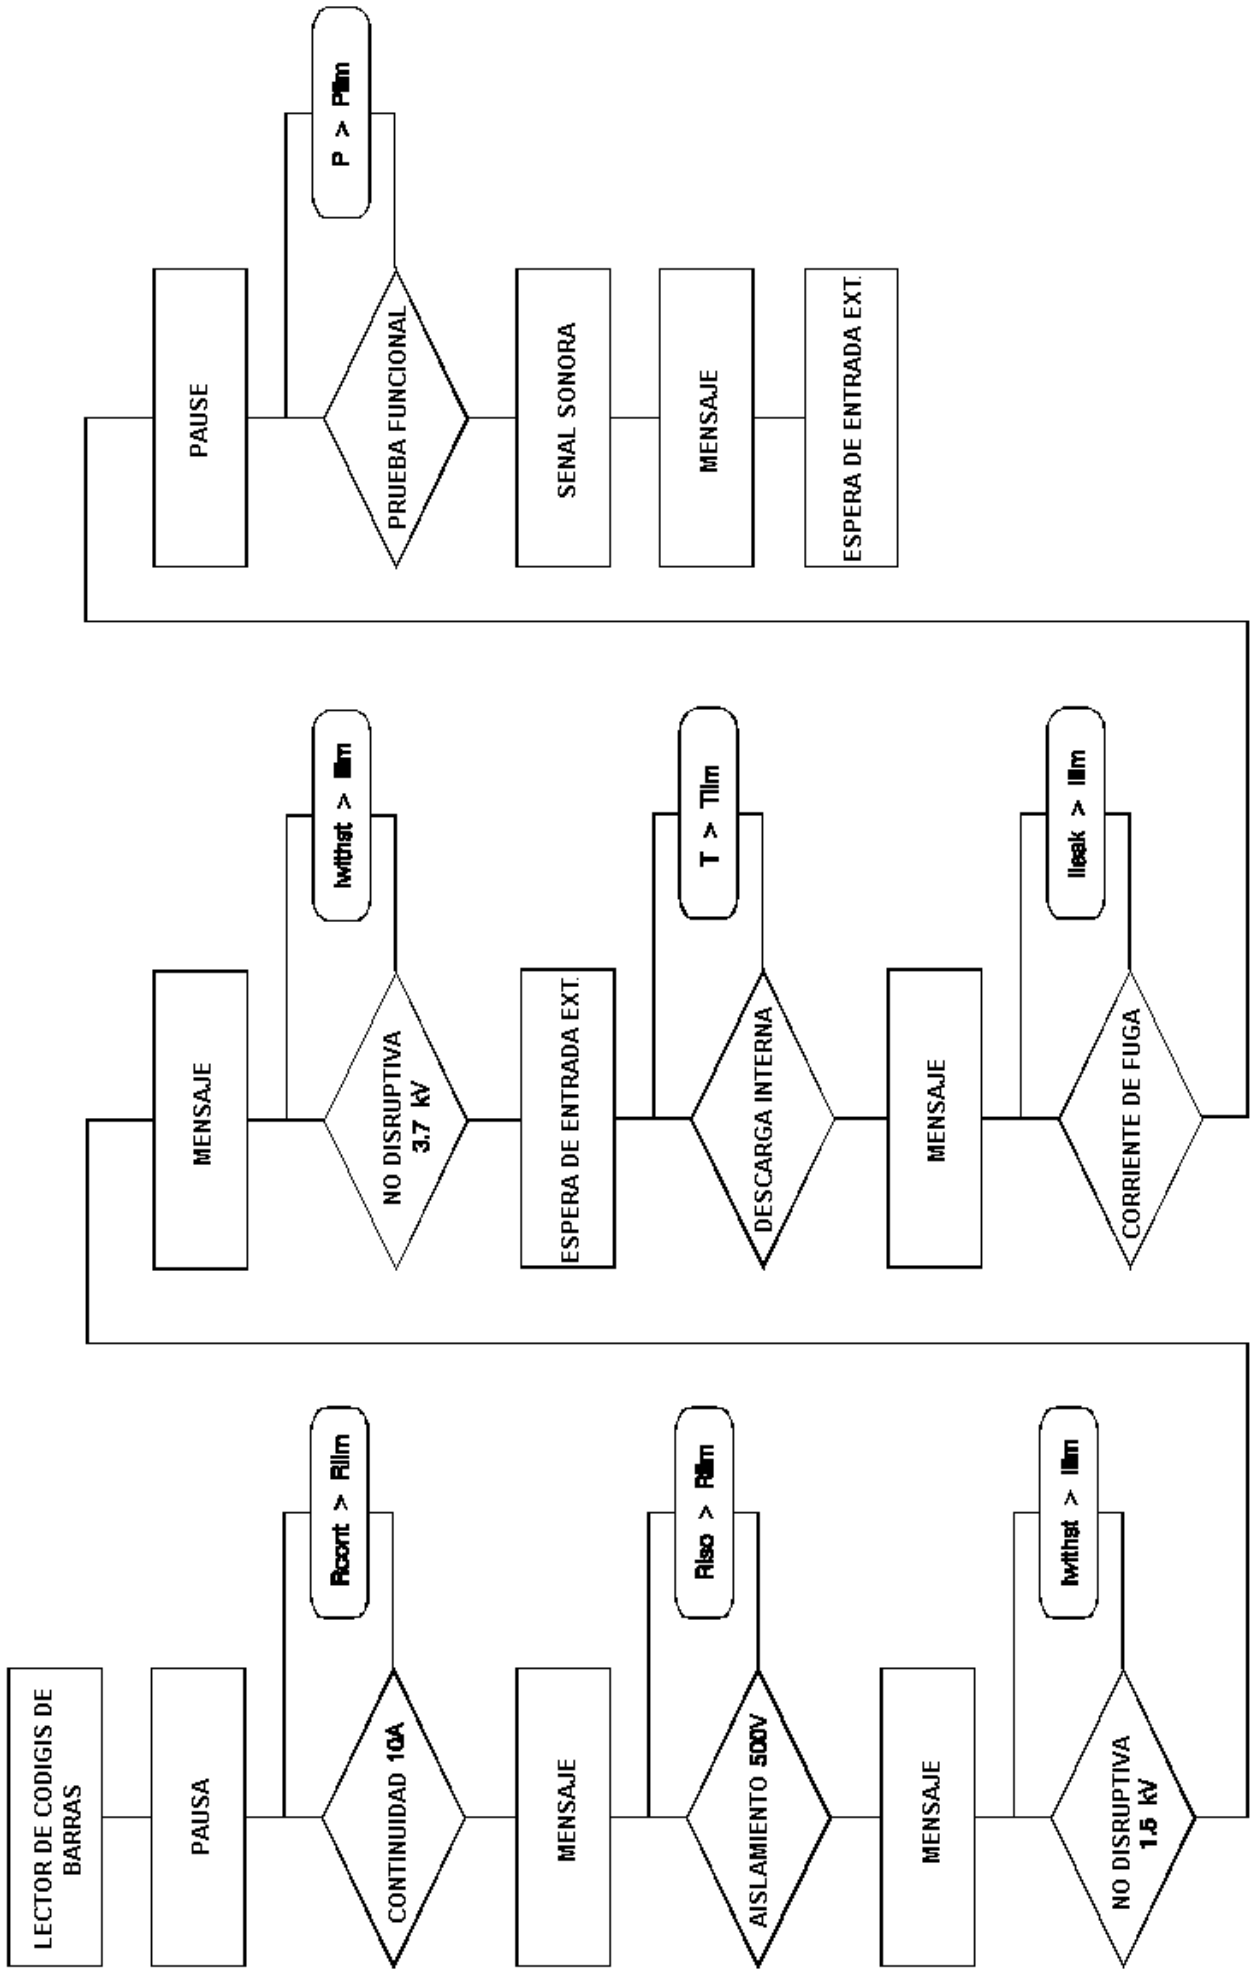 LECTOR DE CODIGIS DE
BARRAS
PAUSA
CONTINUIDAD 10A
Rcont > Rlim
MENSAJE
AISLAMIENTO 500V
Riso > Rlim
MENSAJE
NO DISRUPTIVA
1.5 kV
Iwithst > Ilim
MENSAJE
NO DISRUPTIVA
3.7 kV
Iwithst > Ilim
ESPERA DE ENTRADA EXT.
DESCARGA INTERNA
T > Tlim
MENSAJE
CORRIENTE DE FUGA
Ileak > Ilim
PAUSE
PRUEBA FUNCIONAL
P > Plim
SENAL SONORA
MENSAJE
ESPERA DE ENTRADA EXT.